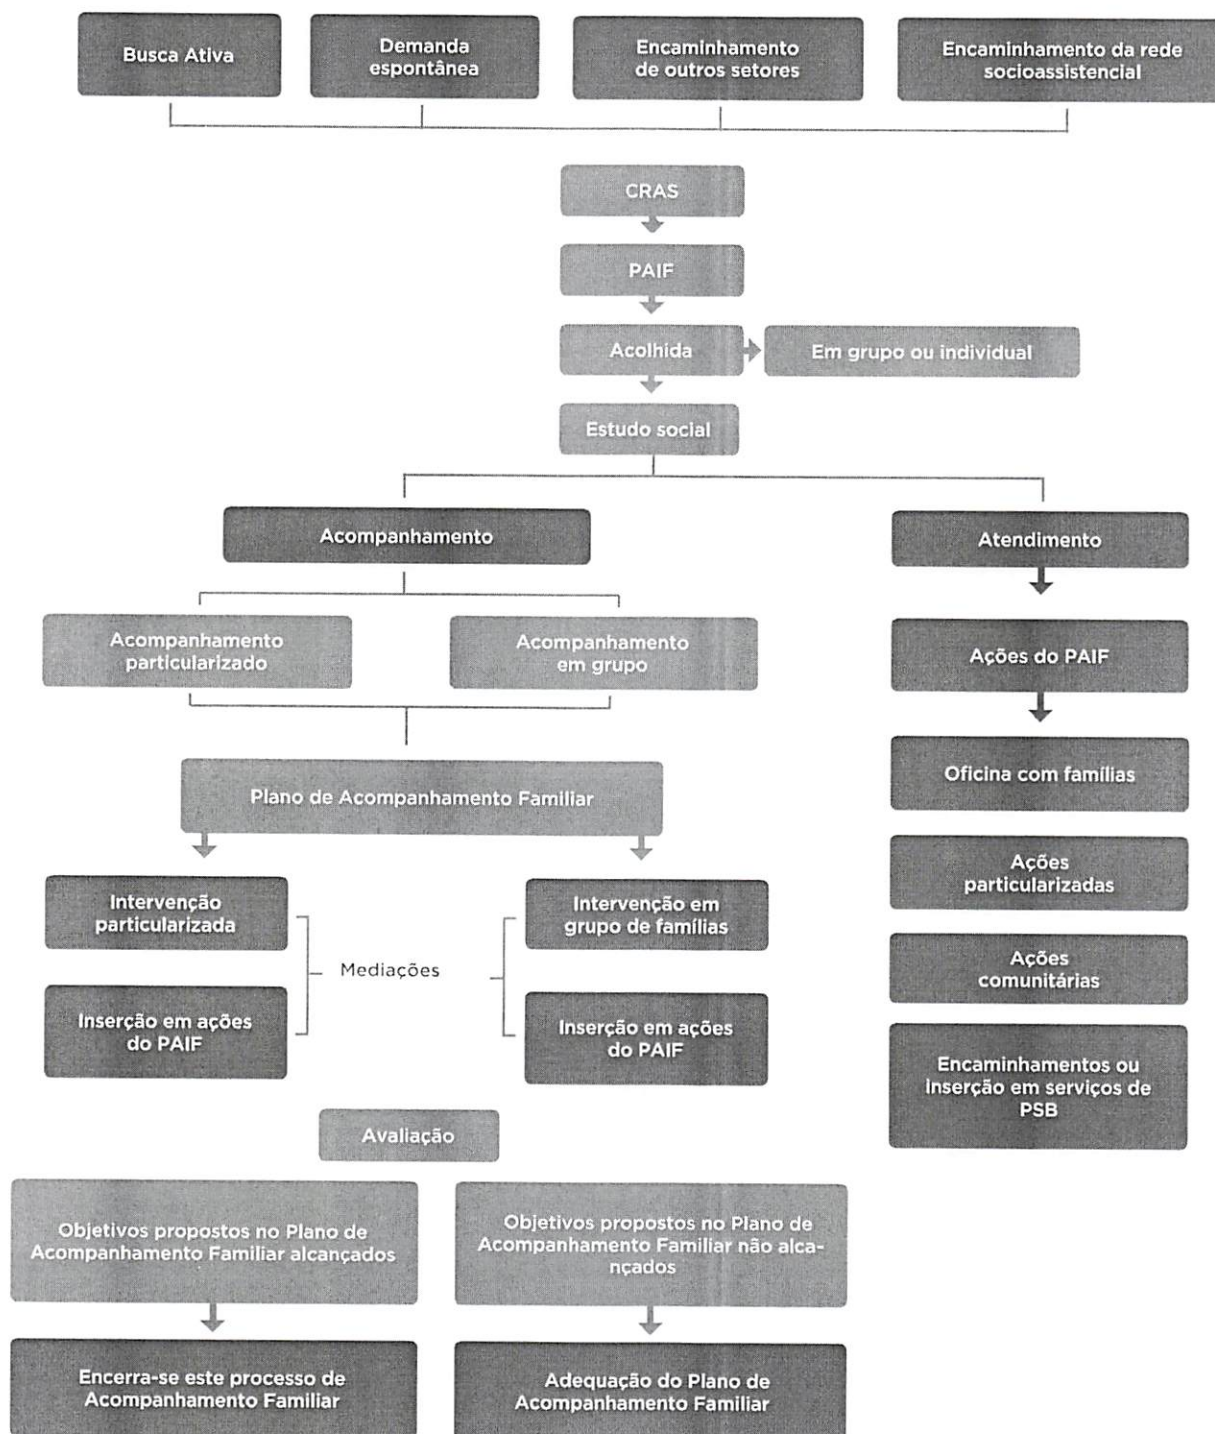 Busca Ativa
Demanda
espontânea
Encaminhamento
de outros setores
Encaminhamento da rede
socioassistencial
CRAS
PAIF
Acolhida
Em grupo ou individual
Estudo social
Acompanhamento
Atendimento
Acompanhamento
particularizado
Acompanhamento
em grupo
Ações do PAIF
Plano de Acompanhamento Familiar
Oficina com famílias
Ações
particularizadas
Intervenção
particularizada
Intervenção em
grupo de famílias
Mediações
Ações
comunitárias
Inserção em ações
do PAIF
Inserção em ações
do PAIF
Encaminhamentos ou
inserção em serviços de
PSB
Avaliação
Objetivos propostos no Plano de
Acompanhamento Familiar alcançados
Objetivos propostos no Plano de
Acompanhamento Familiar não alca-
nçados
Encerra-se este processo de
Acompanhamento Familiar
Adequação do Plano de
Acompanhamento Familiar